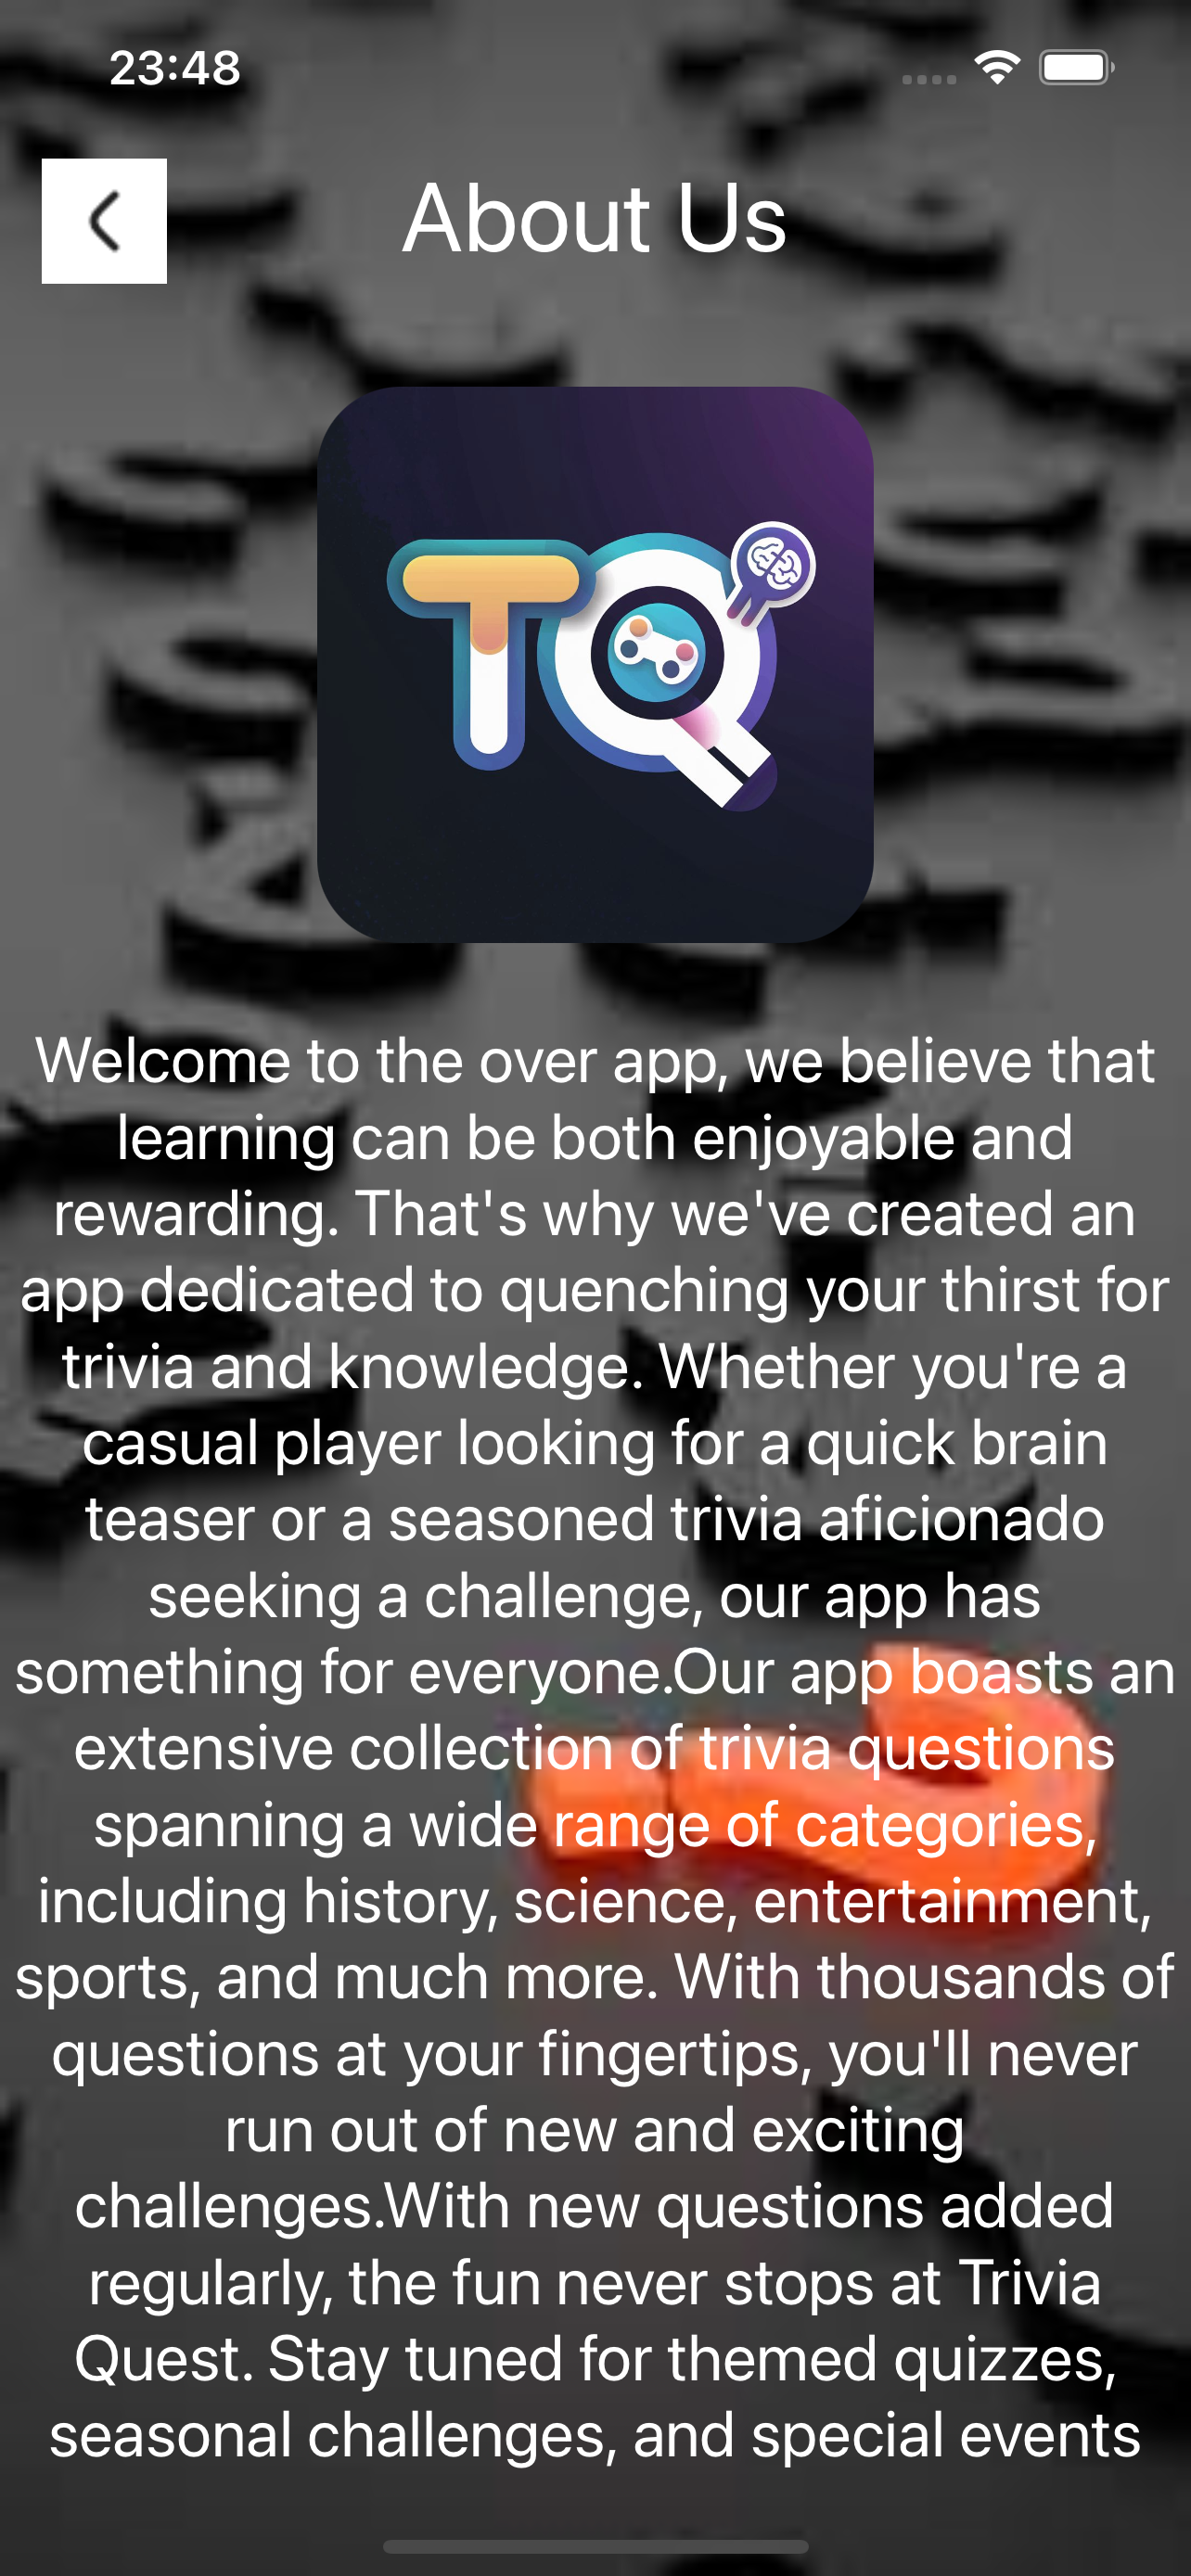 23:48
About Us
TQ
Welcome to the over app, we believe that
learning can be both enjoyable and
rewarding. That's why we've created an
app dedicated to quenching your thirst for
trivia and knowledge. Whether you're a
casual player looking for a quick brain
teaser or a seasoned trivia aficionado
seeking a challenge, our app has
something for everyone.Our app boasts an
extensive collection of trivia questions
spanning a wide range of categories,
including history, science, entertainment,
sports, and much more. With thousands of
questions at your fingertips, you'll never
run out of new and exciting
challenges.With new questions added
regularly, the fun never stops at Trivia
Quest. Stay tuned for themed quizzes,
seasonal challenges, and special events